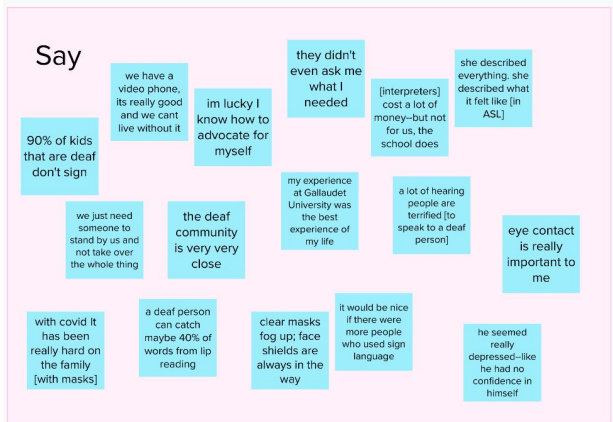 Say
we have a
video phone,
its really good
and we cant
live without it
im lucky I
know how to
advocate for
myself
they didn't
even ask me
what I
needed
[interpreters]
cost a lot of
money--but not
for us, the
school does
she described
everything. she
described what
it felt like [in
ASL]
90% of kids
that are deaf
don't sign
we just need
someone to
stand by us and
not take over
the whole thing
the deaf
community
is very very
close
my experience
at Gallaudet
University was
the best
experience of
my life
a lot of hearing
people are
terrified [to
speak to a deaf
person]
eye contact
is really
important to
me
with covid It
has been
really hard on
the family
[with masks]
a deaf person
can catch
maybe 40% of
words from lip
reading
clear masks
fog up; face
shields are
always in the
way
it would be nice
if there were
more people
who used sign
language
he seemed
really
depressed--like
he had no
confidence in
himself